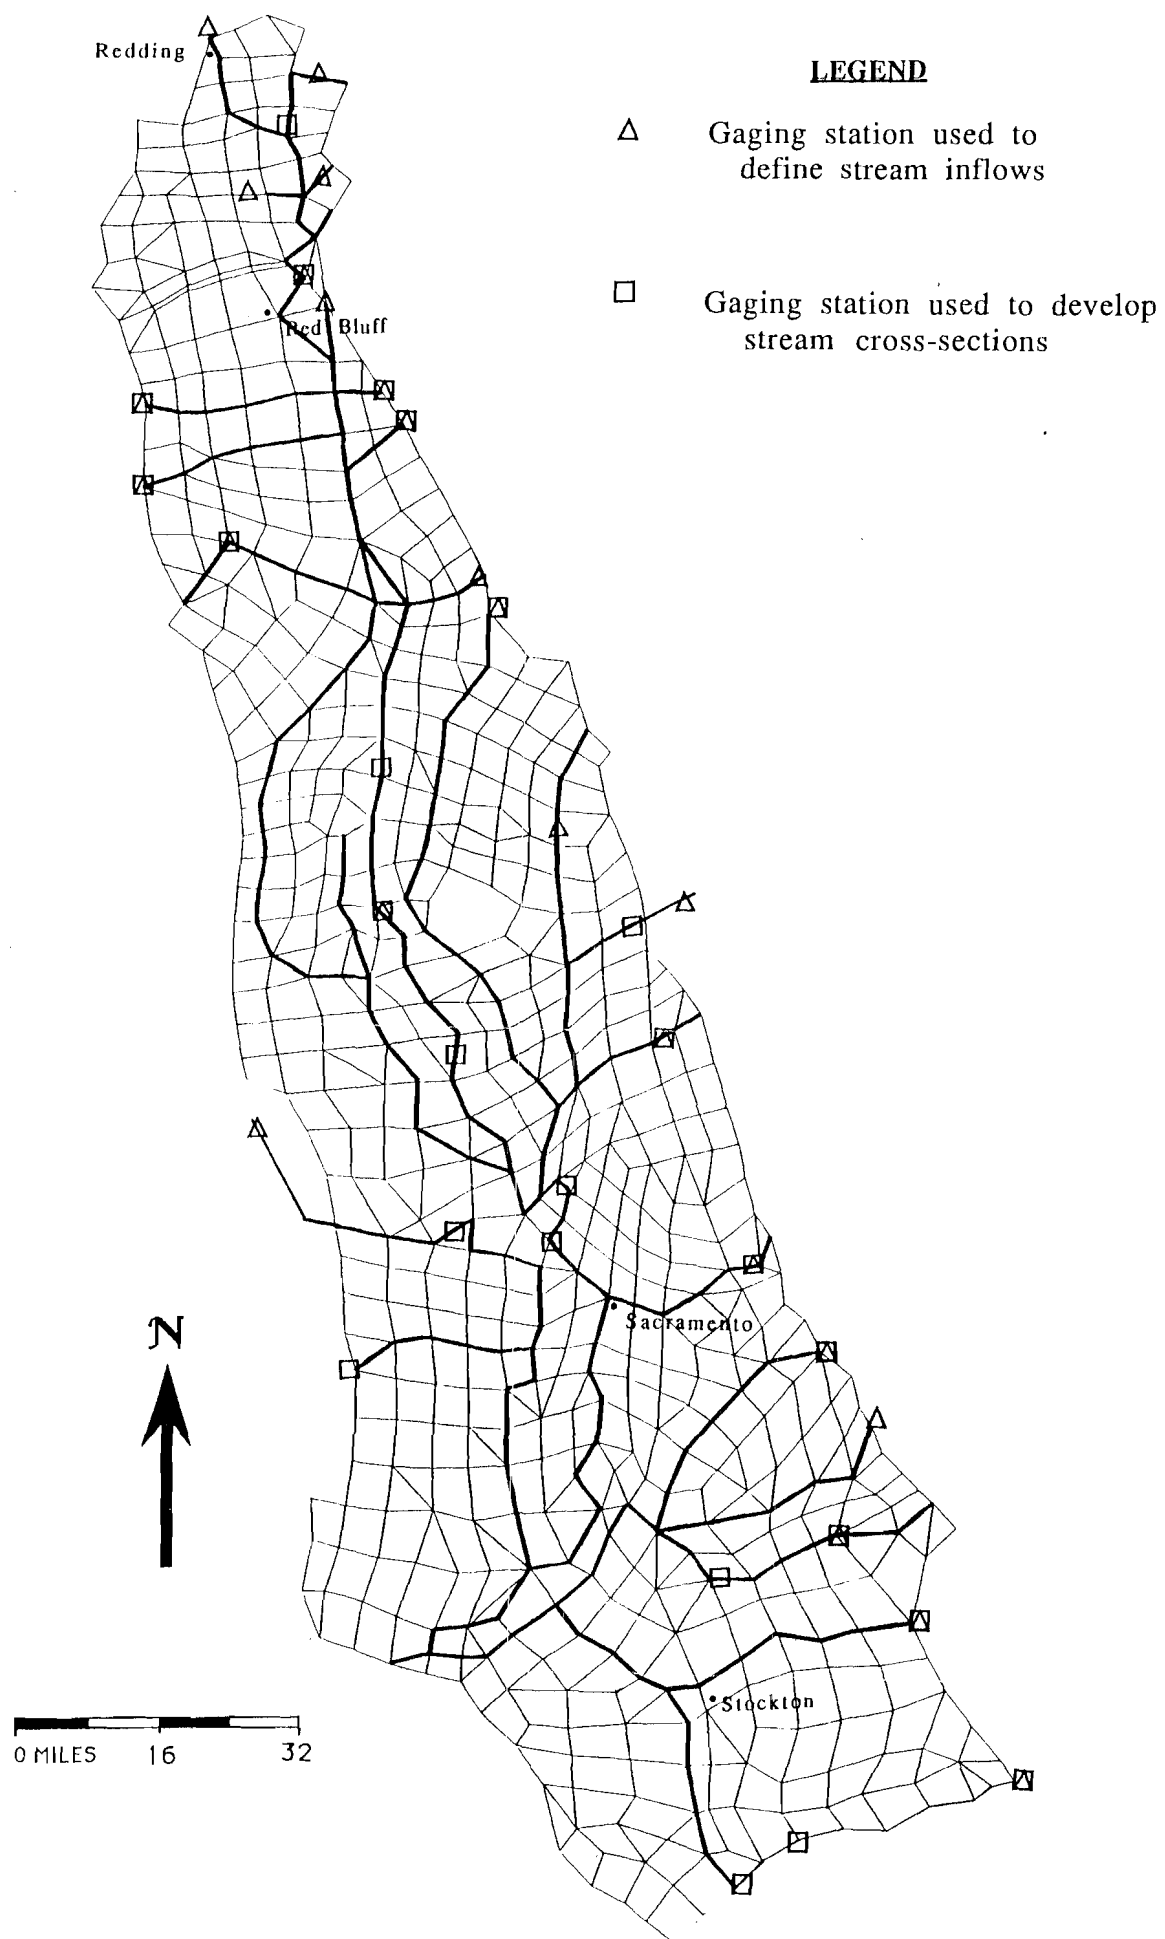 Redding
LEGEND
Gaging station used to
define stream inflows
Gaging station used to develop
stream cross-sections
Red Bluff
Sacramento
N
Stockton
0 MILES 16 32